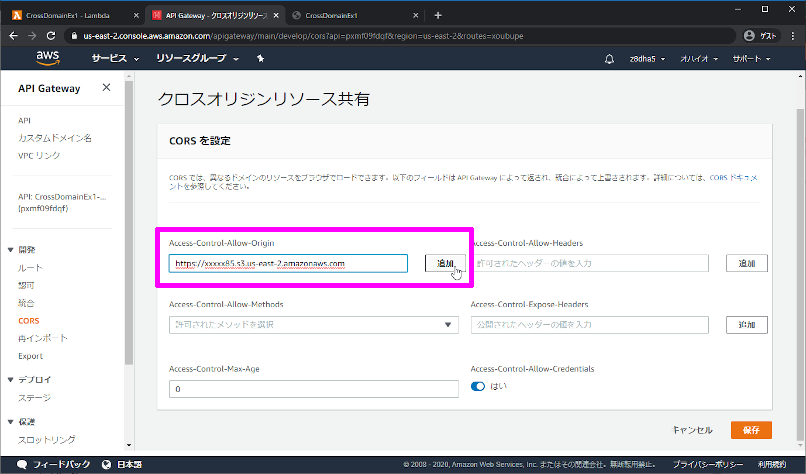 CrossDomainEx1 - Lambda
API Gateway - クロスオリジンリソース
CrossDomainEx1
us-east-2.console.aws.amazon.com/apigateway/main/develop/cors?api=pxmf09fdqf&region=us-east-2&routes=xoubupe
ゲスト
aws
サービス
リソースグループ
z8dha5
オハイオ
サポート
API Gateway
API
カスタムドメイン名
VPC リンク
API: CrossDomainEx1-...
(pxmf09fdqf)
開発
ルート
認可
統合
CORS
再インポート
Export
デプロイ
ステージ
保護
スロットリング
クロスオリジンリソース共有
CORS を設定
CORS では、異なるドメインのリソースをブラウザでロードできます。以下のフィールドは API Gateway によって返され、統合によって上書きされます。詳細については、CORS ドキュメ
ントを参照してください。
Access-Control-Allow-Origin
https://xxxxx85.s3.us-east-2.amazonaws.com
追加
Access-Control-Allow-Headers
許可されたヘッダーの値を入力
追加
Access-Control-Allow-Methods
許可されたメソッドを選択
Access-Control-Expose-Headers
公開されたヘッダーの値を入力
追加
Access-Control-Max-Age
0
Access-Control-Allow-Credentials
はい
キャンセル
保存
フィードバック
日本語
© 2008 - 2020, Amazon Web Services, Inc. またはその関連会社。無断転用禁止。
プライバシーポリシー
利用規約